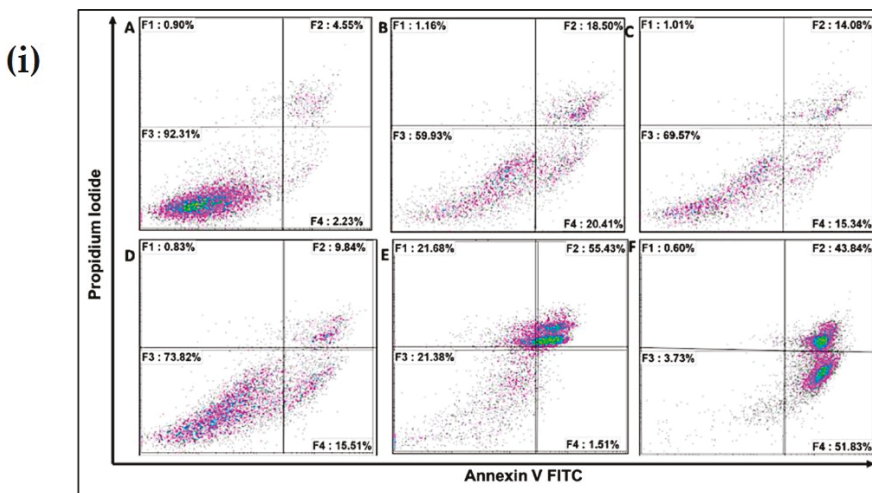 (i)
A F1 : 0.90% F2 : 4.55%
F3 : 92.31%
F4 : 2.23%
B F1 : 1.16% F2 : 18.50%
F3 : 59.93%
F4 : 20.41%
C F1 : 1.01% F2 : 14.08%
F3 : 69.57%
F4 : 15.34%
D F1 : 0.83% F2 : 9.84%
F3 : 73.82%
F4 : 15.51%
E F1 : 21.68% F2 : 55.43%
F3 : 21.38%
F4 : 1.51%
F F1 : 0.60% F2 : 43.84%
F3 : 3.73%
F4 : 51.83%
Propidium Iodide
Annexin V FITC